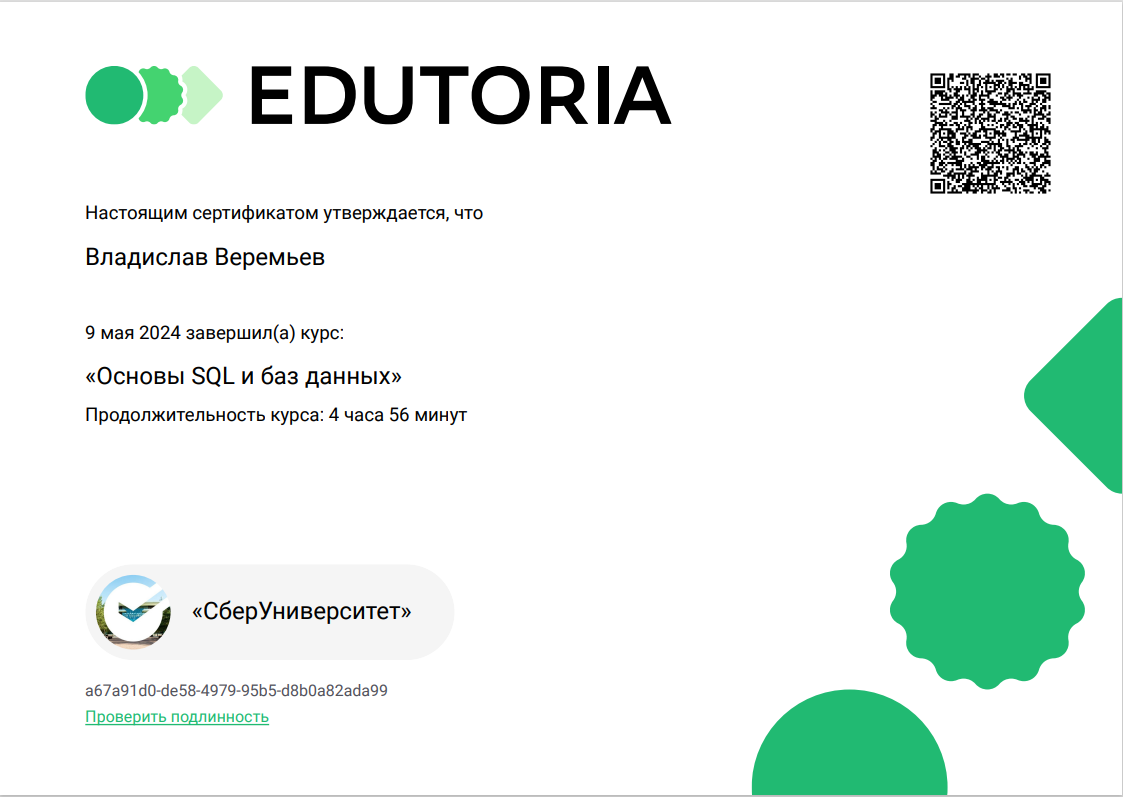 EDUTORIA
Настоящим сертификатом утверждается, что
Владислав Веремьев
9 мая 2024 завершил(а) курс:
«Основы SQL и баз данных»
Продолжительность курса: 4 часа 56 минут
«СберУниверситет»
a67a91d0-de58-4979-95b5-d8b0a82ada99
Проверить подлинность